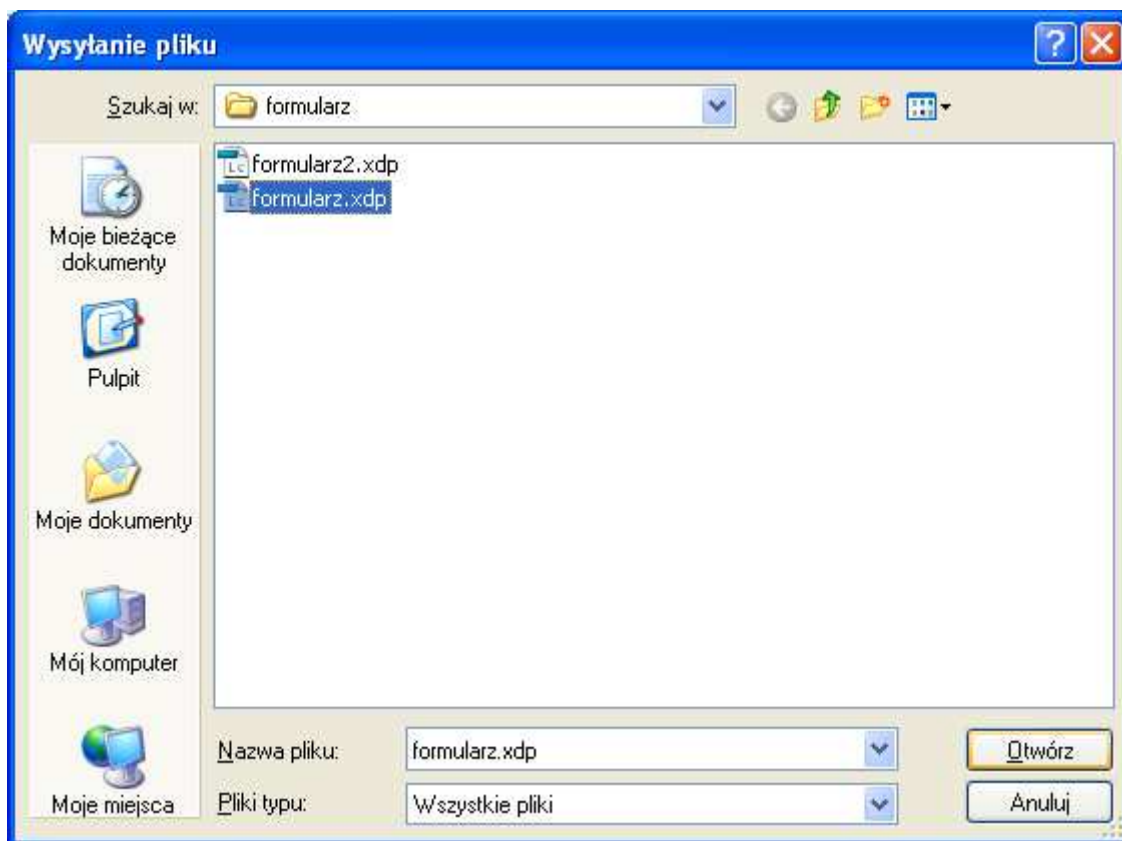 Wysyłanie pliku
Szukaj w:
formularz
formularz2.xdp
formularz.xdp
Moje bieżące
dokumenty
Pulpit
Moje dokumenty
Mój komputer
Moje miejsca
Nazwa pliku:
formularz.xdp
Otwórz
Pliki typu:
Wszystkie pliki
Anuluj